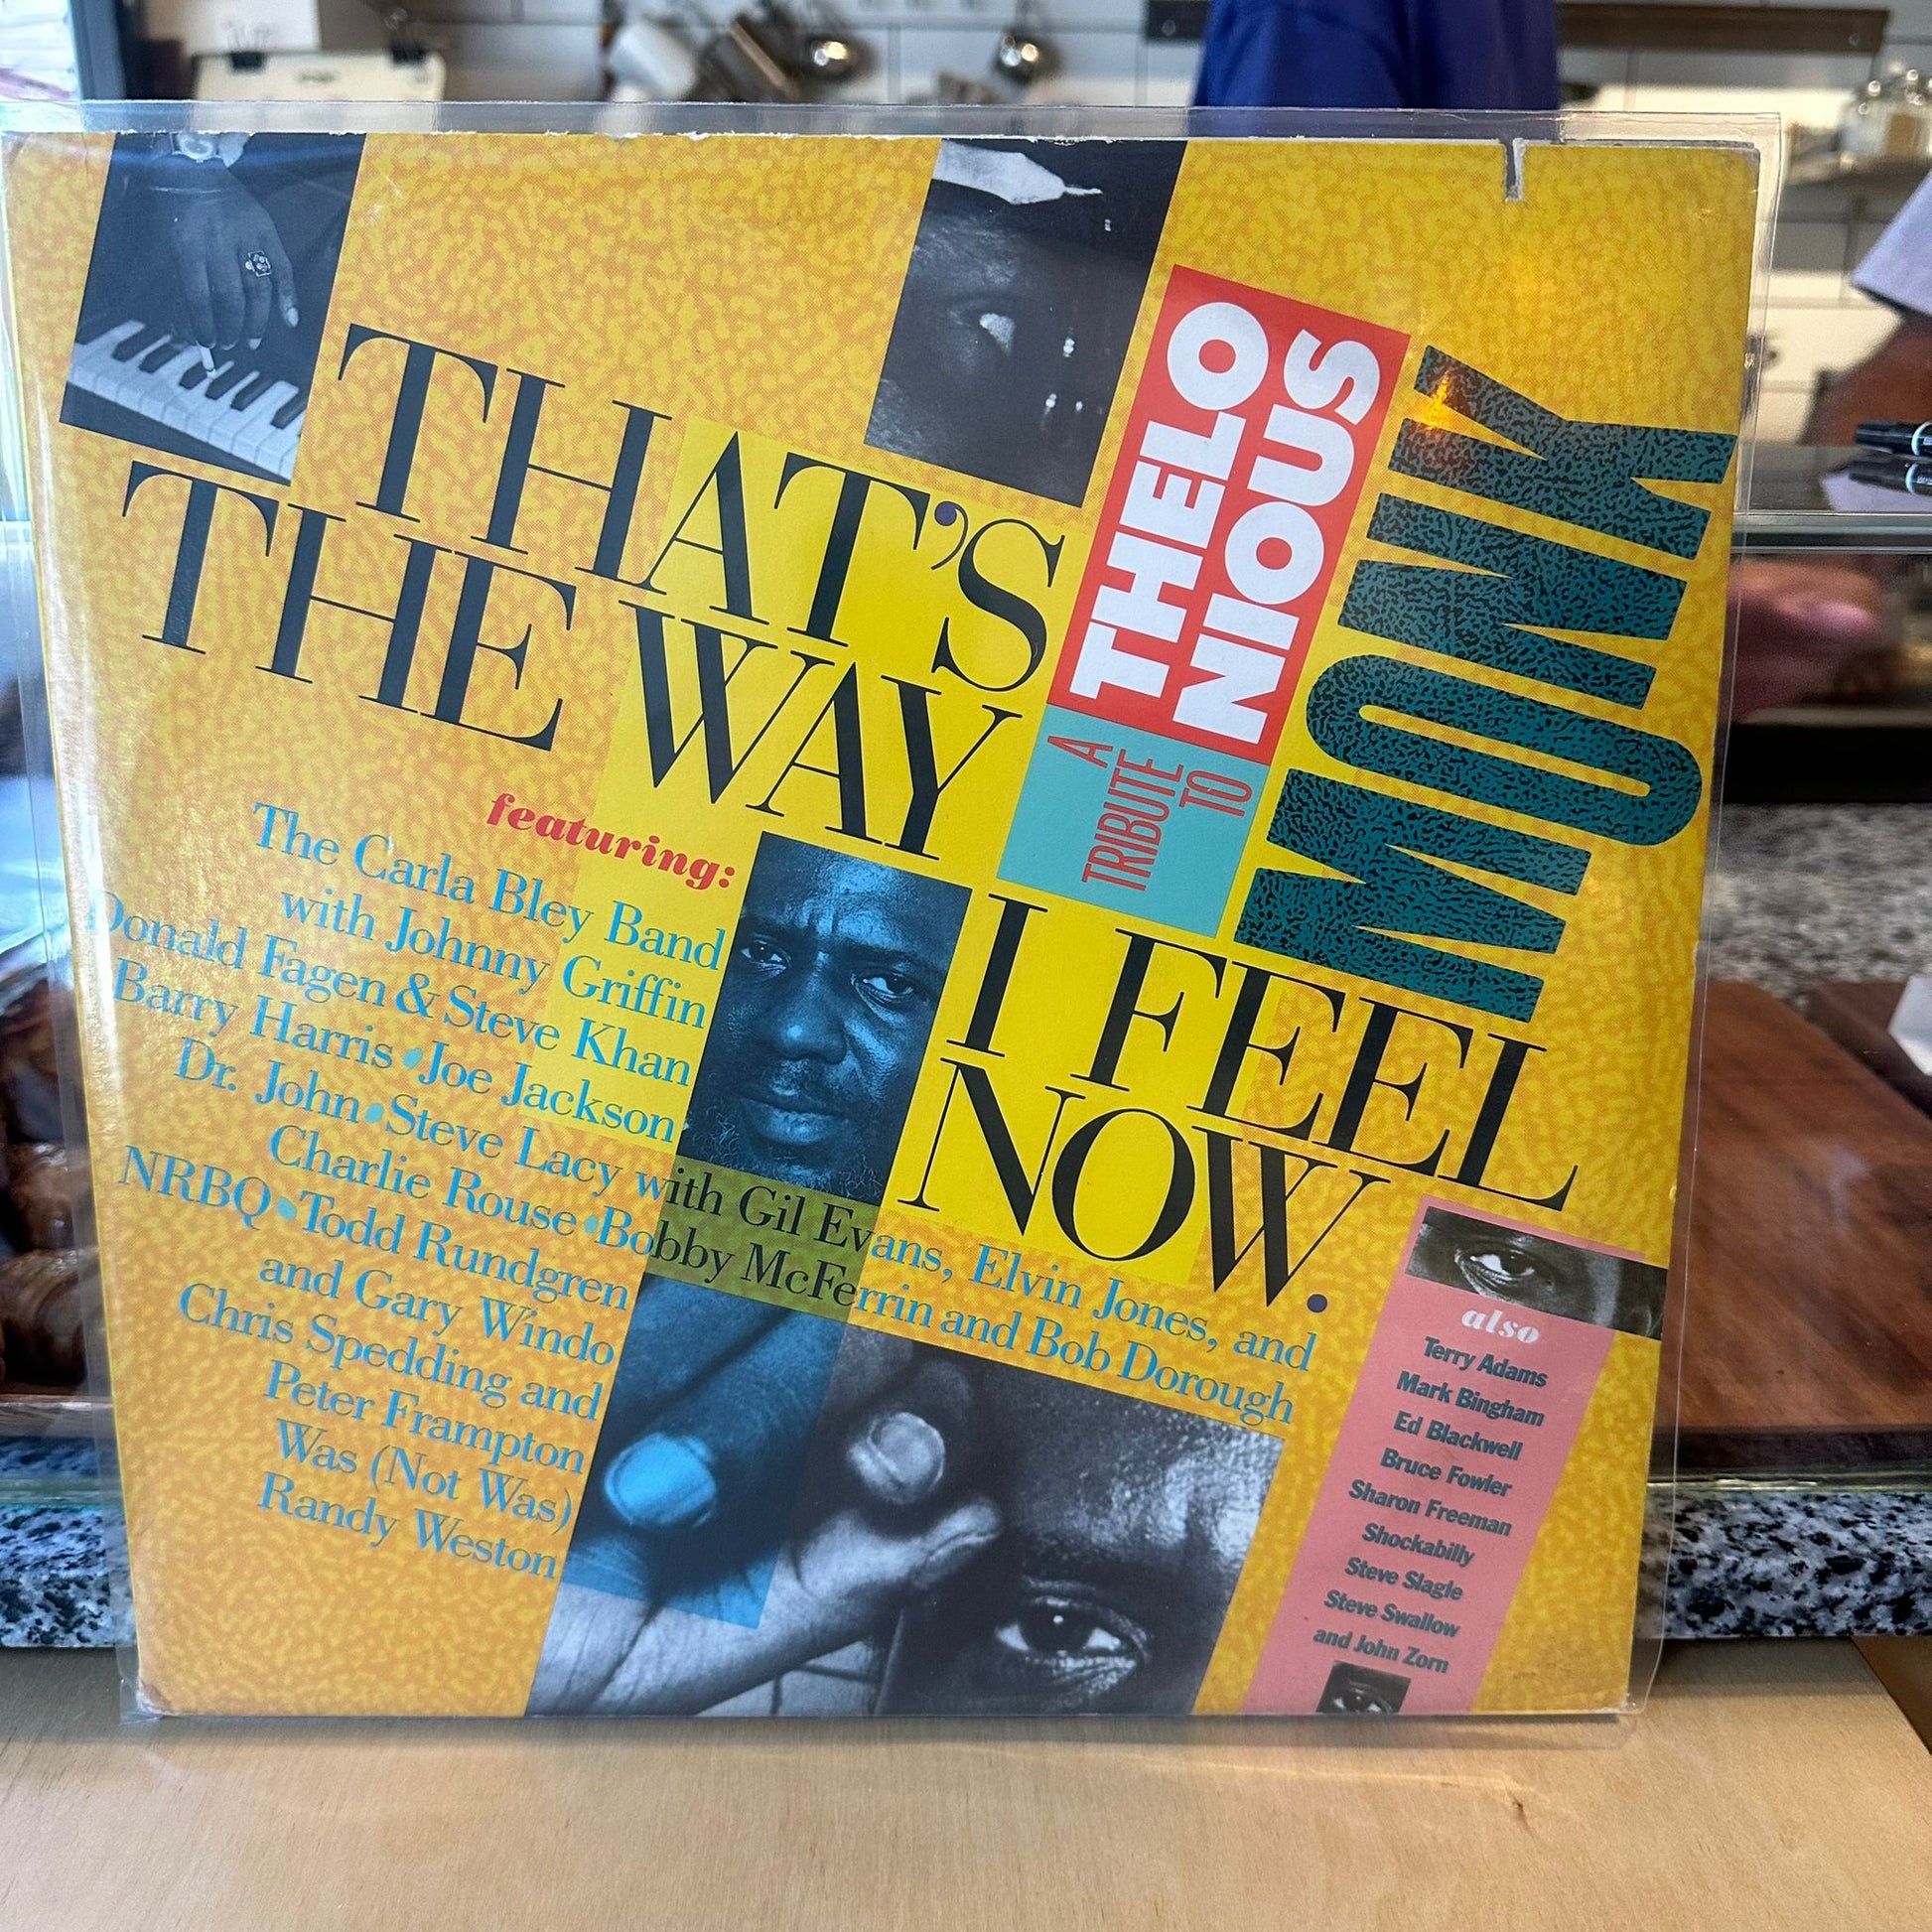 THAT'S
THE WAY
I FEEL
NOW.
A
TRIBUTE
TO
THELO
NIOUS
MONK
featuring:
The Carla Bley Band
with Johnny Griffin
Donald Fagen & Steve Khan
Barry Harris • Joe Jackson
Dr. John • Steve Lacy with Gil Evans, Elvin Jones, and
Charlie Rouse • Bobby McFerrin and Bob Dorough
NRBQ • Todd Rundgren
and Gary Windo
Chris Spedding and
Peter Frampton
Was (Not Was)
Randy Weston
also
Terry Adams
Mark Bingham
Ed Blackwell
Bruce Fowler
Sharon Freeman
Shockabilly
Steve Slagle
Steve Swallow
and John Zorn